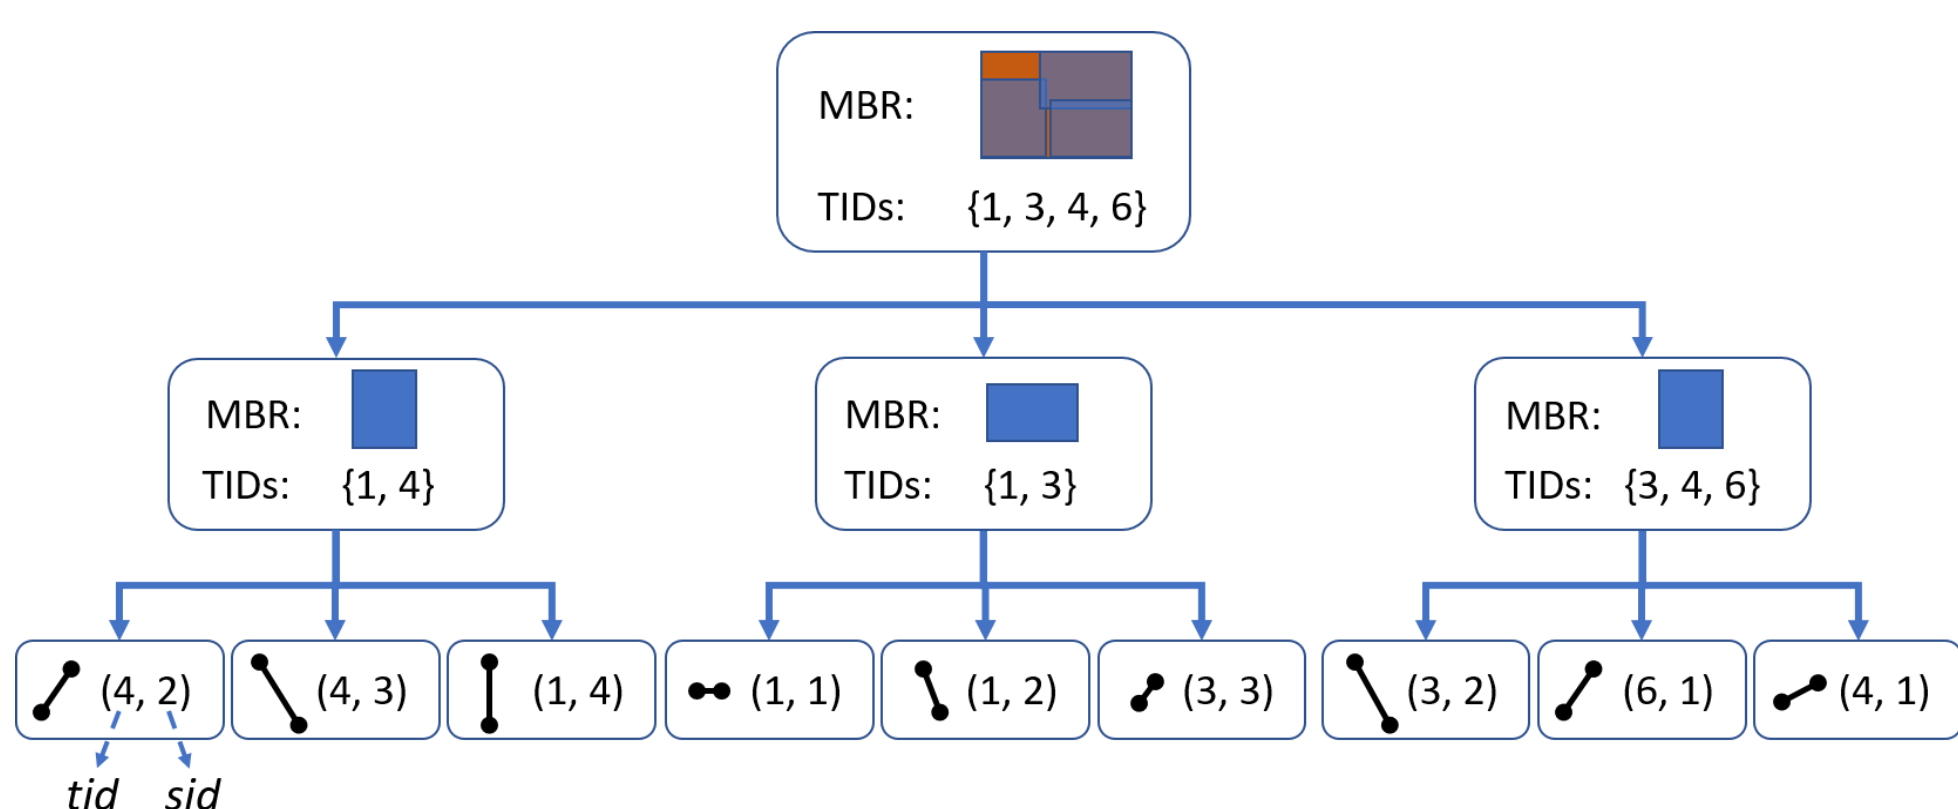 MBR:
TIDs: {1, 3, 4, 6}
MBR: MBR: MBR:
TIDs: {1, 4} TIDs: {1, 3} TIDs: {3, 4, 6}
(4, 2) (4, 3) (1, 4) (1, 1) (1, 2) (3, 3) (3, 2) (6, 1) (4, 1)
tid sid